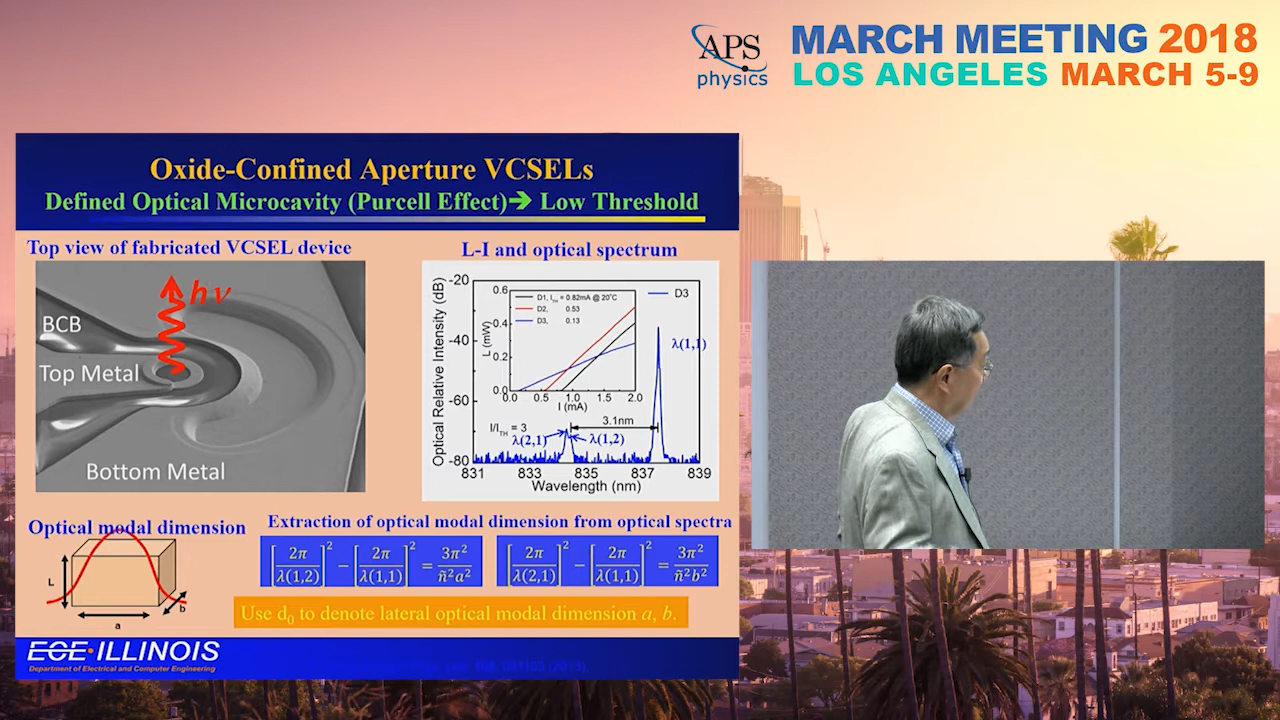 APS
physics
MARCH MEETING 2018
LOS ANGELES MARCH 5-9
Oxide-Confined Aperture VCSELs
Defined Optical Microcavity (Purcell Effect)➔ Low Threshold
Top view of fabricated VCSEL device
L-I and optical spectrum
hν
BCB
Top Metal
Bottom Metal
Optical Relative Intensity (dB)
-20
-40
-60
-80
D3
λ(1,1)
L (mW)
0.6
0.4
0.2
0.0
D1, I_TH = 0.82mA @ 20°C
D2, 0.53
D3, 0.13
0.0 0.5 1.0 1.5 2.0
I (mA)
3.1nm
I/I_TH = 3
λ(2,1)
λ(1,2)
831 833 835 837 839
Wavelength (nm)
Optical modal dimension
L
a
b
Extraction of optical modal dimension from optical spectra
[2π/λ(1,2)]² − [2π/λ(1,1)]² = 3π²/ñ²a²
[2π/λ(2,1)]² − [2π/λ(1,1)]² = 3π²/ñ²b²
Use d₀ to denote lateral optical modal dimension a, b.
ECE·ILLINOIS
Department of Electrical and Computer Engineering